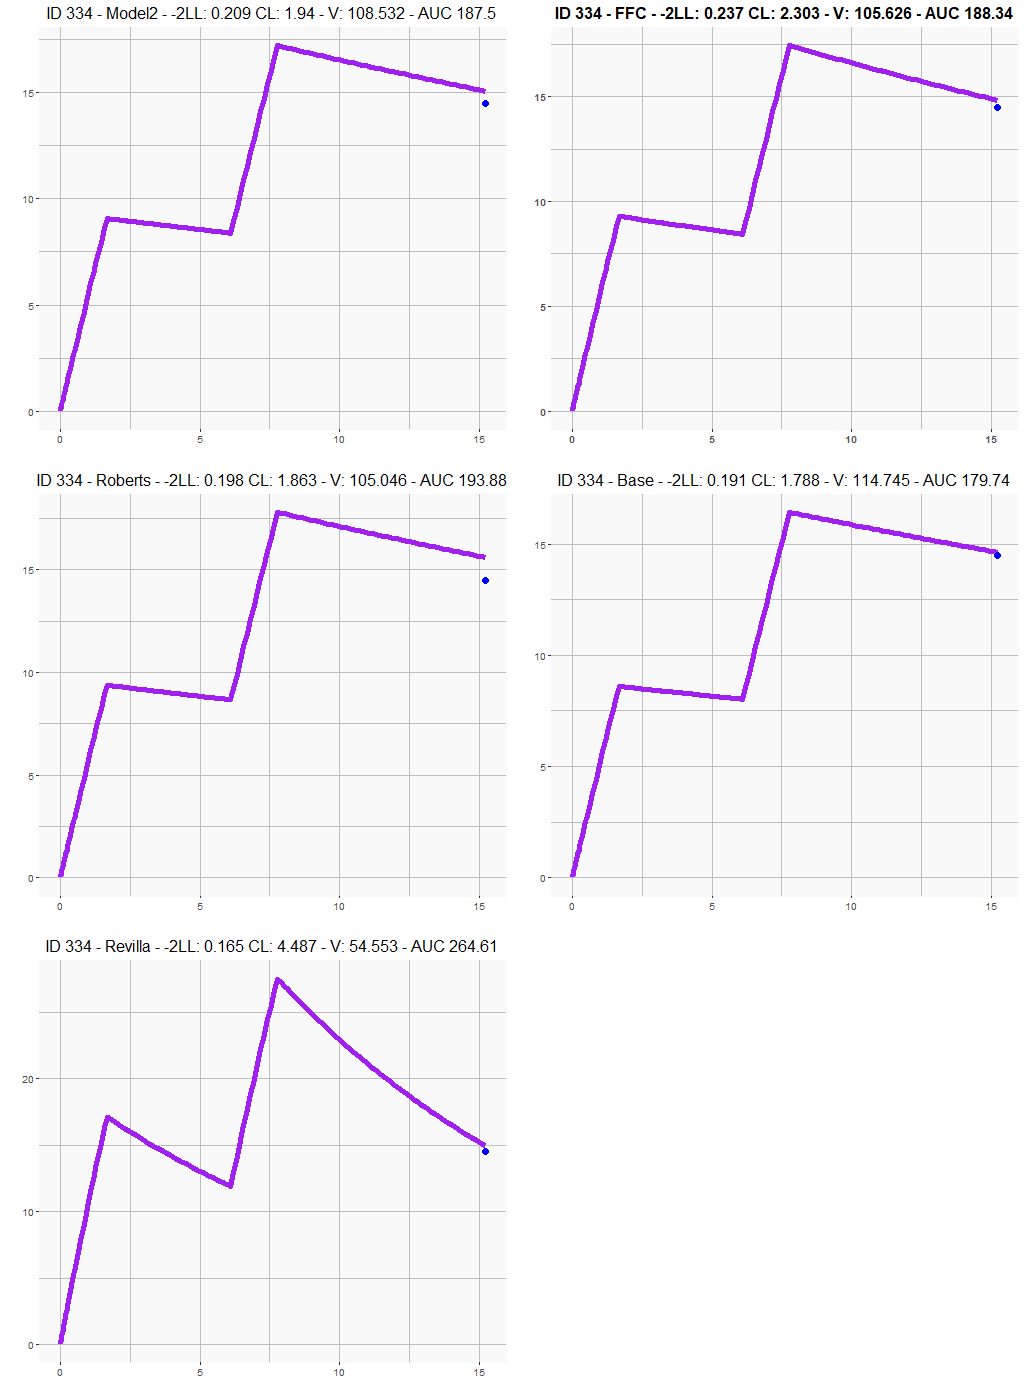 ID 334 - Model2 - -2LL: 0.209 CL: 1.94 - V: 108.532 - AUC 187.5
15
10
5
0
0 5 10 15
ID 334 - FFC - -2LL: 0.237 CL: 2.303 - V: 105.626 - AUC 188.34
15
10
5
0
0 5 10 15
ID 334 - Roberts - -2LL: 0.198 CL: 1.863 - V: 105.046 - AUC 193.88
15
10
5
0
0 5 10 15
ID 334 - Base - -2LL: 0.191 CL: 1.788 - V: 114.745 - AUC 179.74
15
10
5
0
0 5 10 15
ID 334 - Revilla - -2LL: 0.165 CL: 4.487 - V: 54.553 - AUC 264.61
20
10
0
0 5 10 15